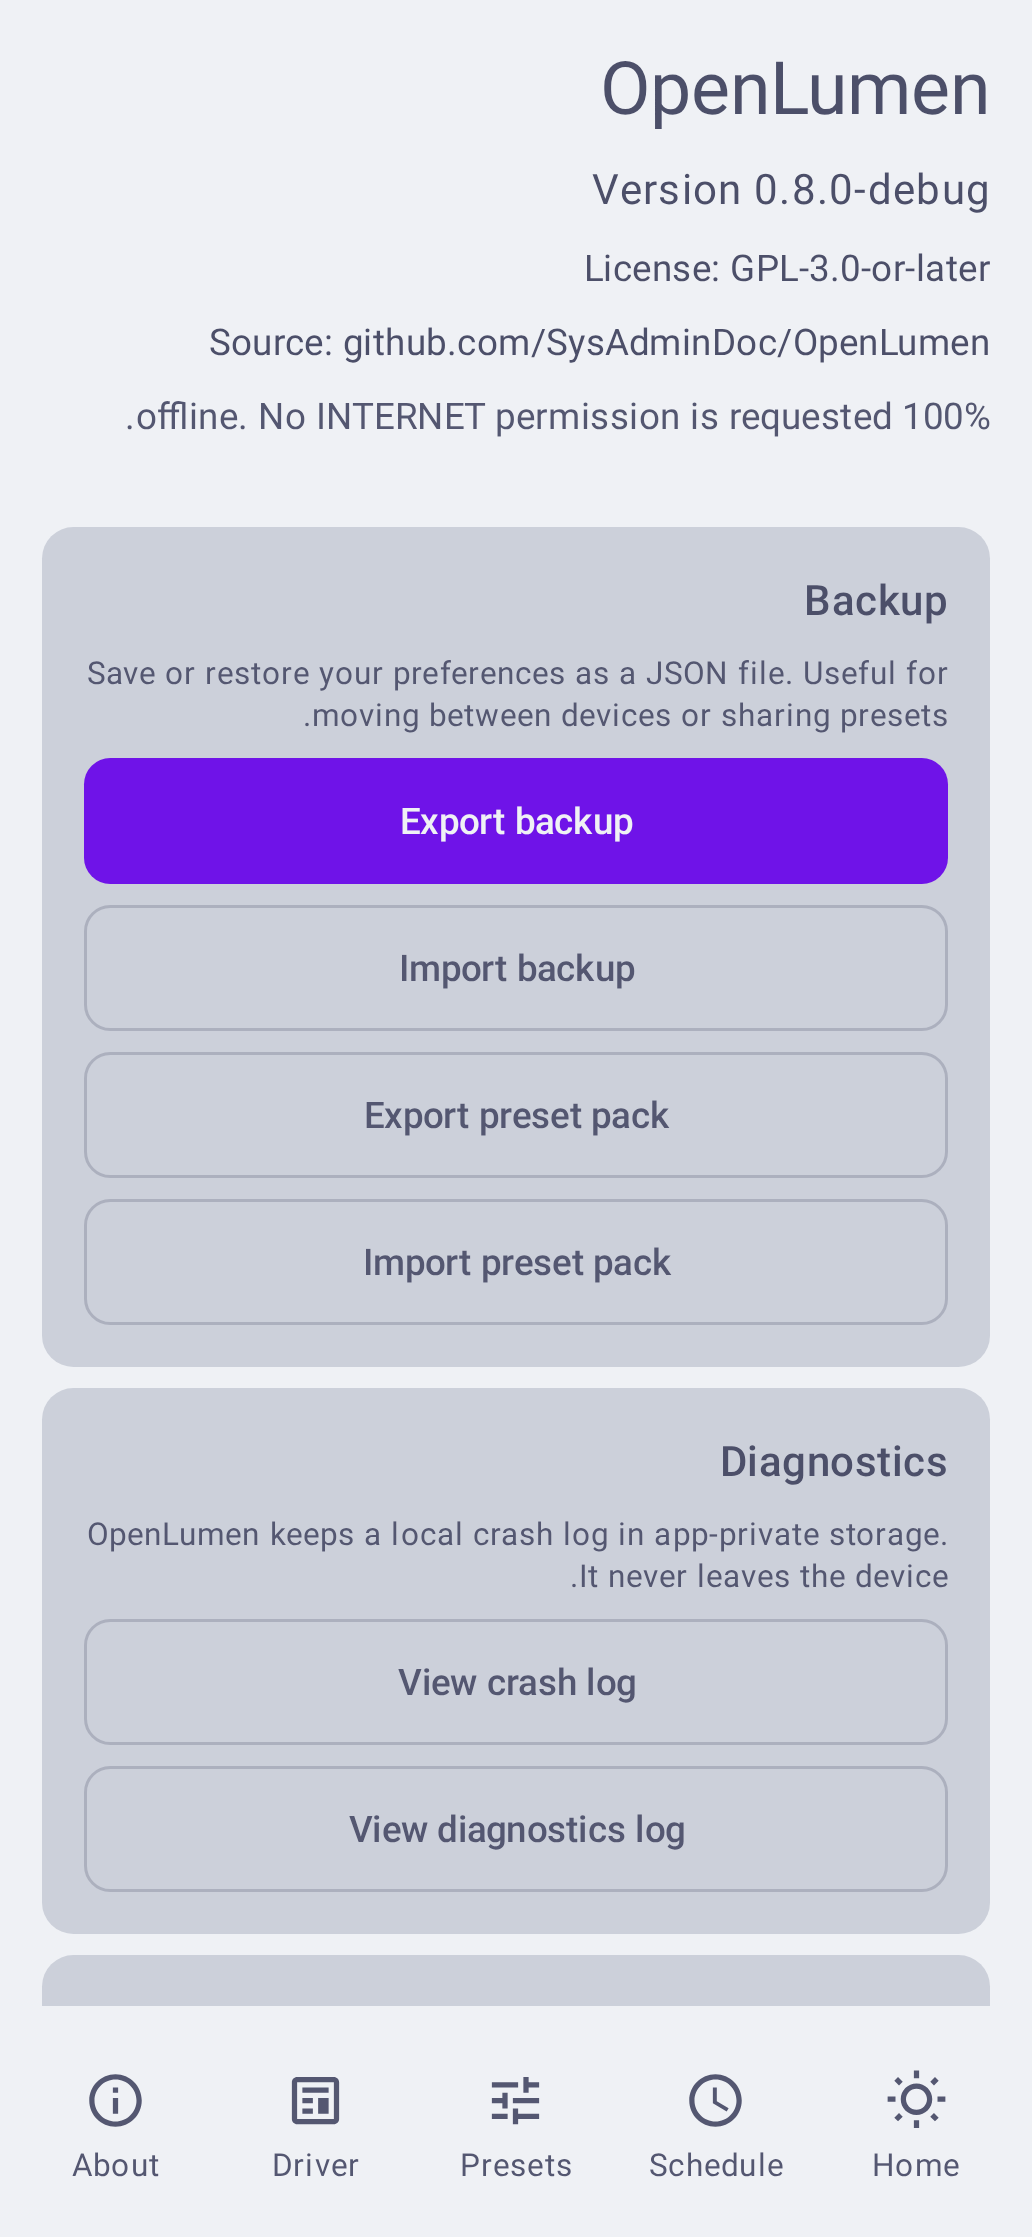 OpenLumen
Version 0.8.0-debug
License: GPL-3.0-or-later
Source: github.com/SysAdminDoc/OpenLumen
.offline. No INTERNET permission is requested 100%
Backup
Save or restore your preferences as a JSON file. Useful for
.moving between devices or sharing presets
Export backup
Import backup
Export preset pack
Import preset pack
Diagnostics
OpenLumen keeps a local crash log in app-private storage.
.It never leaves the device
View crash log
View diagnostics log
About
Driver
Presets
Schedule
Home